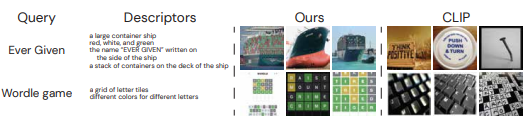 Query
Descriptors
Ours
CLIP
Ever Given
a large container ship
red, white, and green
the name "EVER GIVEN" written on
the side of the ship
a stack of containers on the deck of the ship
THINK
POSITIVE
PUSH
DOWN
& TURN
Wordle game
a grid of letter tiles
different colors for different letters